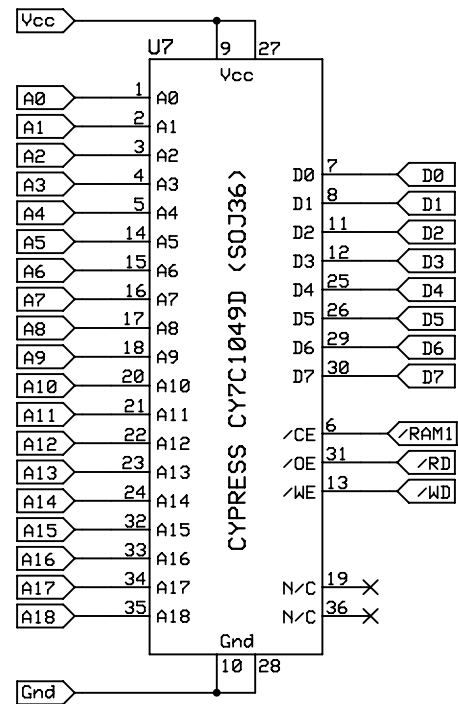 Vcc
U7 9 27
Vcc
A0 1 A0
A1 2 A1
A2 3 A2
A3 4 A3
A4 5 A4
A5 14 A5
A6 15 A6
A7 16 A7
A8 17 A8
A9 18 A9
A10 20 A10
A11 21 A11
A12 22 A12
A13 23 A13
A14 24 A14
A15 32 A15
A16 33 A16
A17 34 A17
A18 35 A18
CYPRESS CY7C1049D (SOJ36)
D0 7 D0
D1 8 D1
D2 11 D2
D3 12 D3
D4 25 D4
D5 26 D5
D6 29 D6
D7 30 D7
/CE 6 /RAM1
/OE 31 /RD
/WE 13 /WD
N/C 19
N/C 36
Gnd
10 28
Gnd